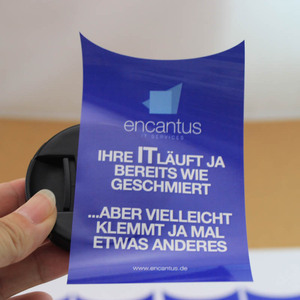 encantus
IT SERVICES
IHRE IT LÄUFT JA
BEREITS WIE
GESCHMIERT
...ABER VIELLEICHT
KLEMMT JA MAL
ETWAS ANDERES
www.encantus.de